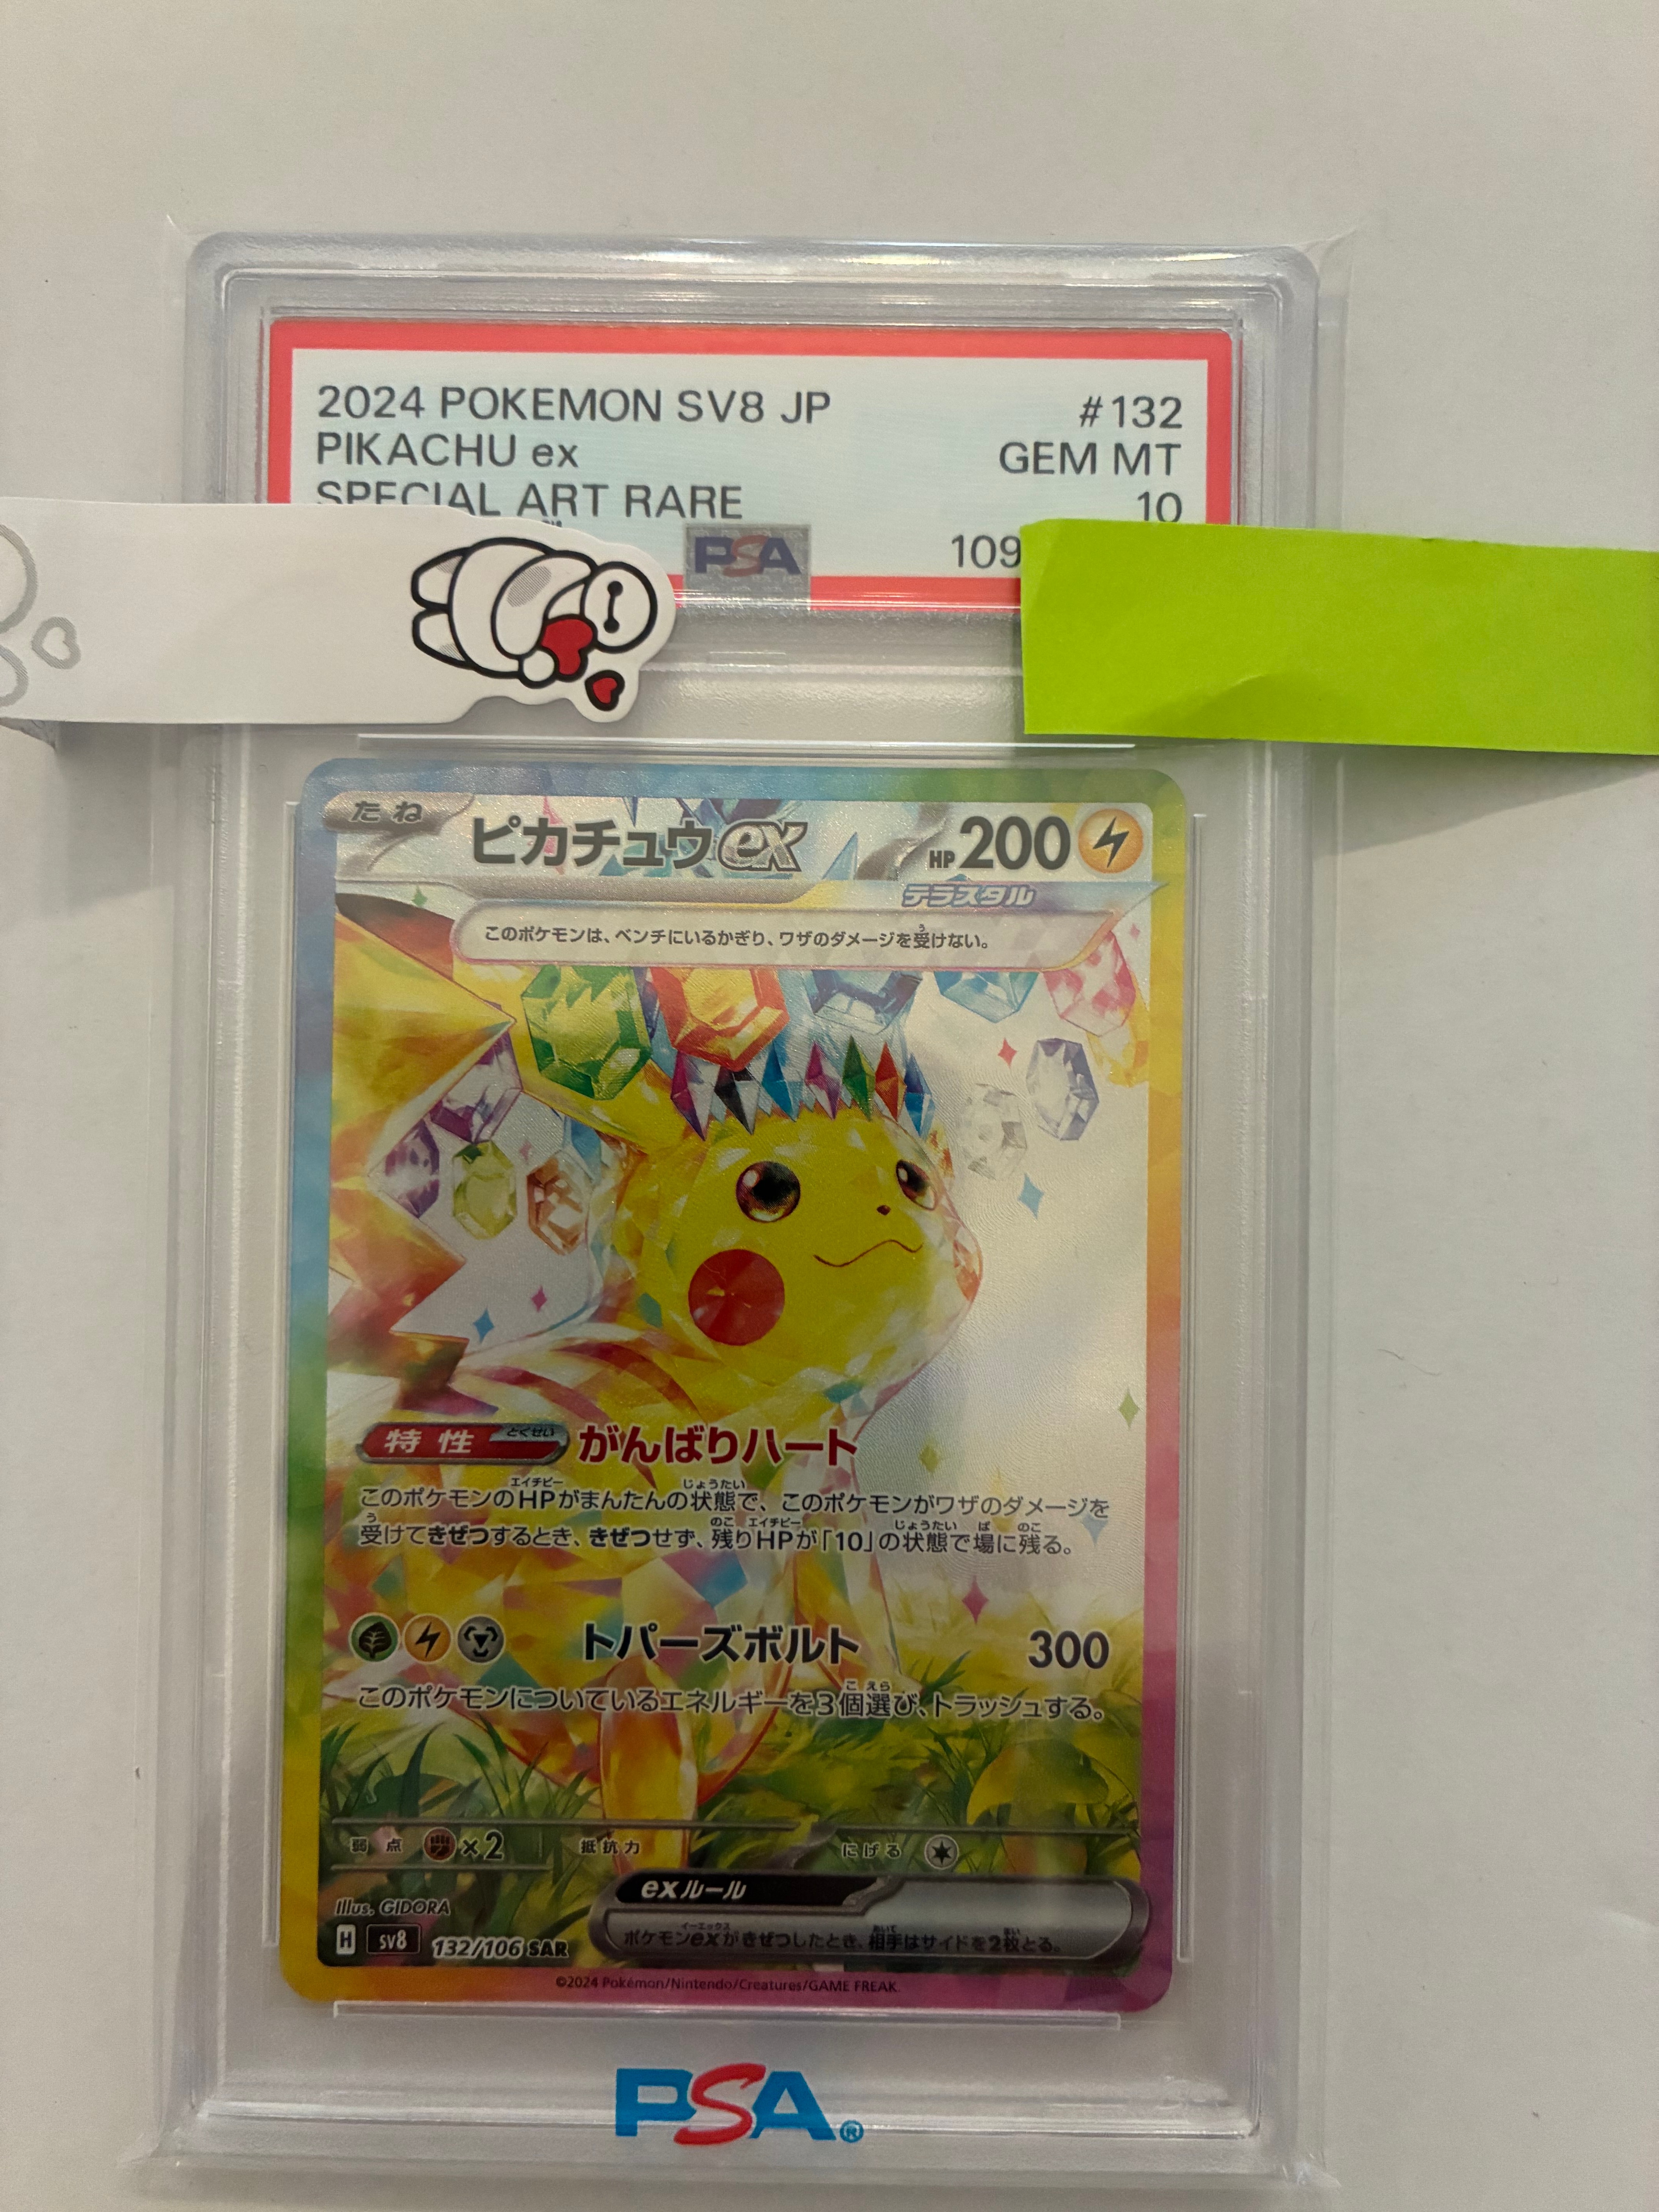 2024 POKEMON SV8 JP #132
PIKACHU ex GEM MT
SPECIAL ART RARE 10
PSA 109
たね ピカチュウex HP200
テラスタル
このポケモンは、ベンチにいるかぎり、ワザのダメージを受けない。
特性 とくせい がんばりハート
このポケモンのHPがまんたんの状態で、このポケモンがワザのダメージを
受けてきぜつするとき、きぜつせず、残りHPが「10」の状態で場に残る。
トパーズボルト 300
このポケモンについているエネルギーを3個選び、トラッシュする。
弱点 ×2 抵抗力 にげる
exルール
Illus. GIDORA
ポケモンexがきぜつしたとき、相手はサイドを2枚とる。
H sv8 132/106 SAR
©2024 Pokémon/Nintendo/Creatures/GAME FREAK.
PSA®